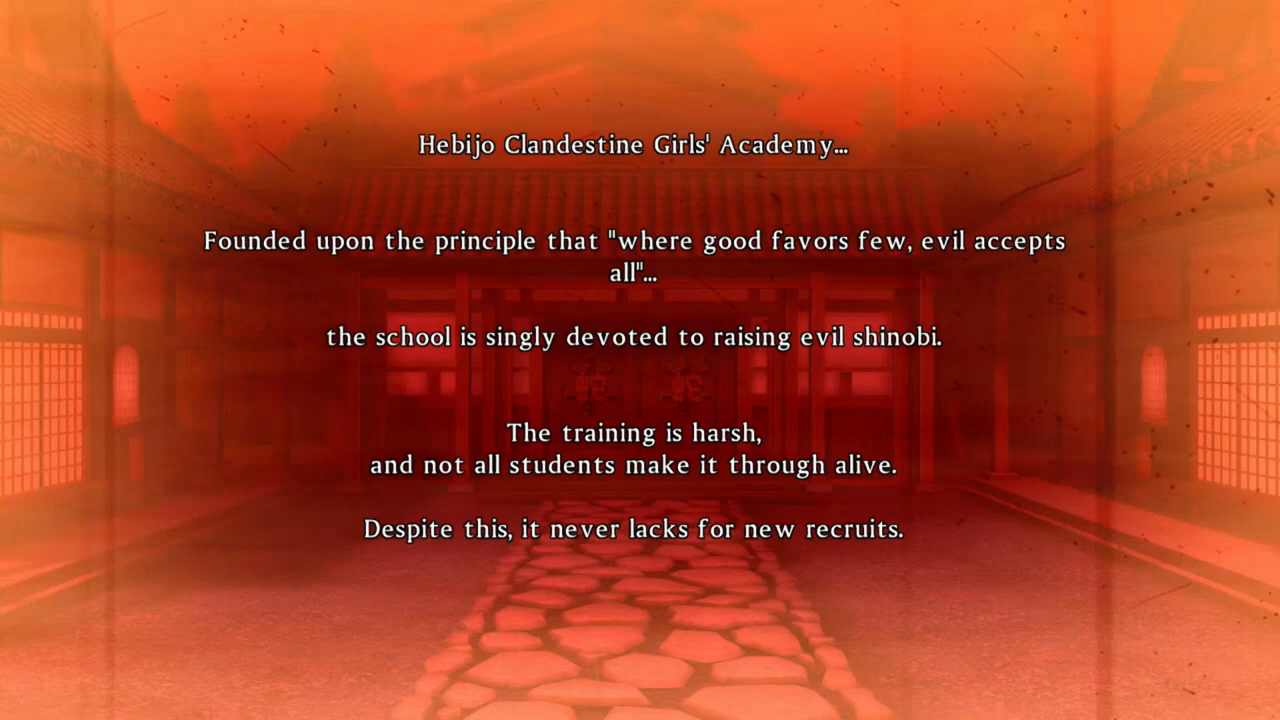 Hebijo Clandestine Girls' Academy...
Founded upon the principle that "where good favors few, evil accepts
all"...
the school is singly devoted to raising evil shinobi.
The training is harsh,
and not all students make it through alive.
Despite this, it never lacks for new recruits.